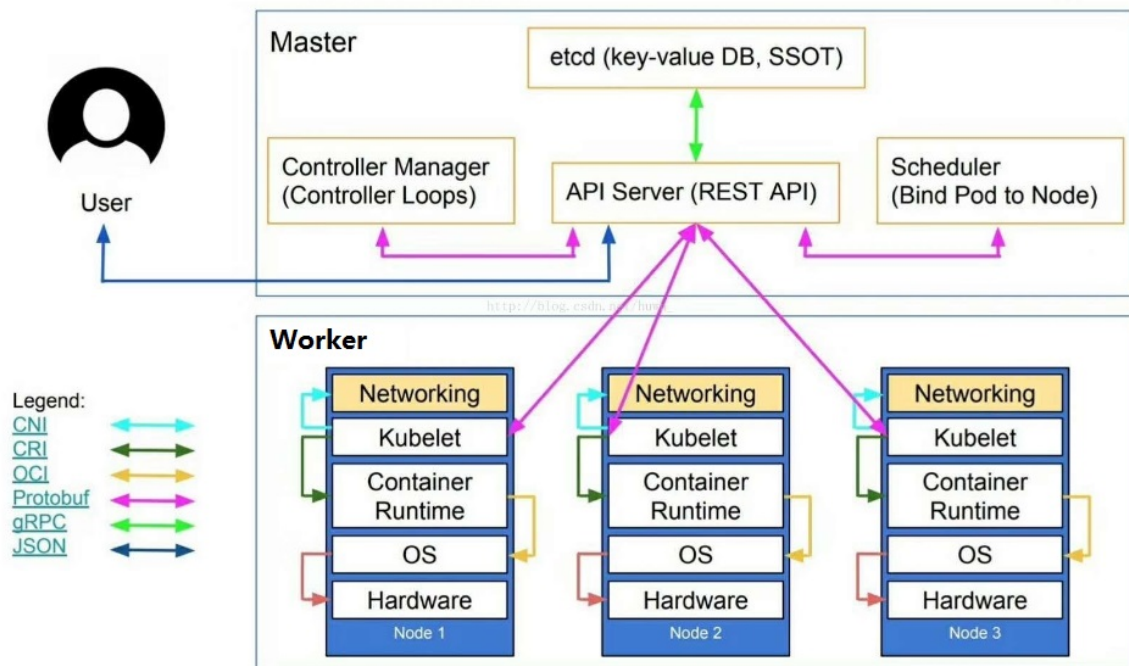 Master
etcd (key-value DB, SSOT)
User
Controller Manager
(Controller Loops)
API Server (REST API)
Scheduler
(Bind Pod to Node)
Worker
Legend:
CNI
CRI
OCI
Protobuf
gRPC
JSON
Networking
Kubelet
Container
Runtime
OS
Hardware
Node 1
Networking
Kubelet
Container
Runtime
OS
Hardware
Node 2
Networking
Kubelet
Container
Runtime
OS
Hardware
Node 3